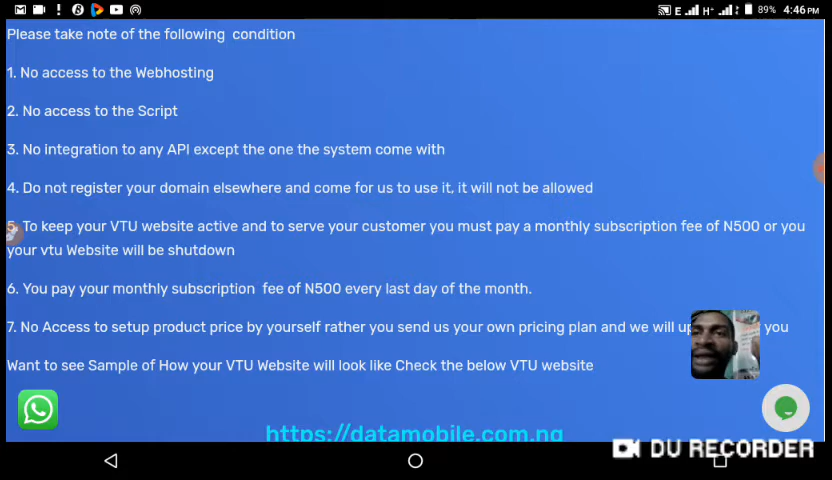 E H+ 89% 4:46 PM
Please take note of the following condition
1. No access to the Webhosting
2. No access to the Script
3. No integration to any API except the one the system come with
4. Do not register your domain elsewhere and come for us to use it, it will not be allowed
5. To keep your VTU website active and to serve your customer you must pay a monthly subscription fee of N500 or you
your vtu Website will be shutdown
6. You pay your monthly subscription fee of N500 every last day of the month.
7. No Access to setup product price by yourself rather you send us your own pricing plan and we will you
Want to see Sample of How your VTU Website will look like Check the below VTU website
https://datamobile.com.ng
DU RECORDER